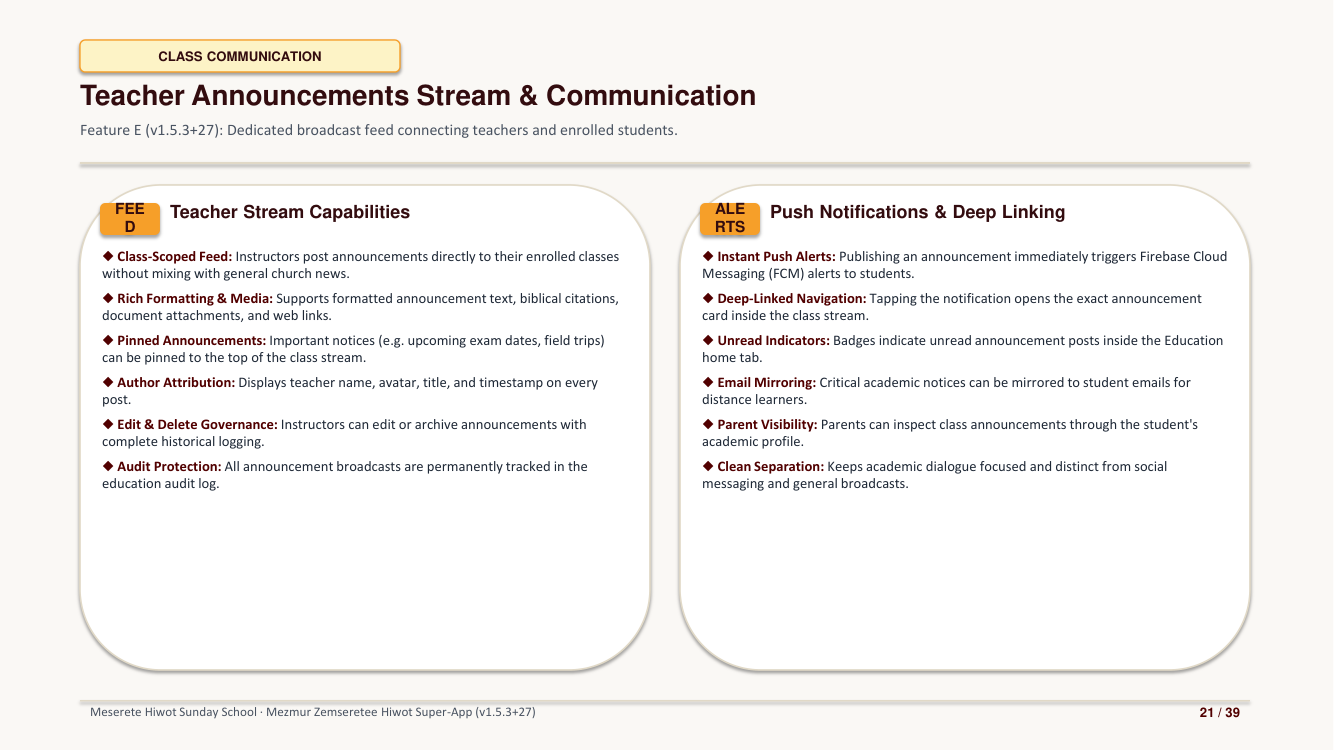 CLASS COMMUNICATION
Teacher Announcements Stream & Communication
Feature E (v1.5.3+27): Dedicated broadcast feed connecting teachers and enrolled students.
FEE
D
Teacher Stream Capabilities
◆ Class-Scoped Feed: Instructors post announcements directly to their enrolled classes
without mixing with general church news.
◆ Rich Formatting & Media: Supports formatted announcement text, biblical citations,
document attachments, and web links.
◆ Pinned Announcements: Important notices (e.g. upcoming exam dates, field trips)
can be pinned to the top of the class stream.
◆ Author Attribution: Displays teacher name, avatar, title, and timestamp on every
post.
◆ Edit & Delete Governance: Instructors can edit or archive announcements with
complete historical logging.
◆ Audit Protection: All announcement broadcasts are permanently tracked in the
education audit log.
ALE
RTS
Push Notifications & Deep Linking
◆ Instant Push Alerts: Publishing an announcement immediately triggers Firebase Cloud
Messaging (FCM) alerts to students.
◆ Deep-Linked Navigation: Tapping the notification opens the exact announcement
card inside the class stream.
◆ Unread Indicators: Badges indicate unread announcement posts inside the Education
home tab.
◆ Email Mirroring: Critical academic notices can be mirrored to student emails for
distance learners.
◆ Parent Visibility: Parents can inspect class announcements through the student's
academic profile.
◆ Clean Separation: Keeps academic dialogue focused and distinct from social
messaging and general broadcasts.
Meserete Hiwot Sunday School · Mezmur Zemseretee Hiwot Super-App (v1.5.3+27)
21 / 39